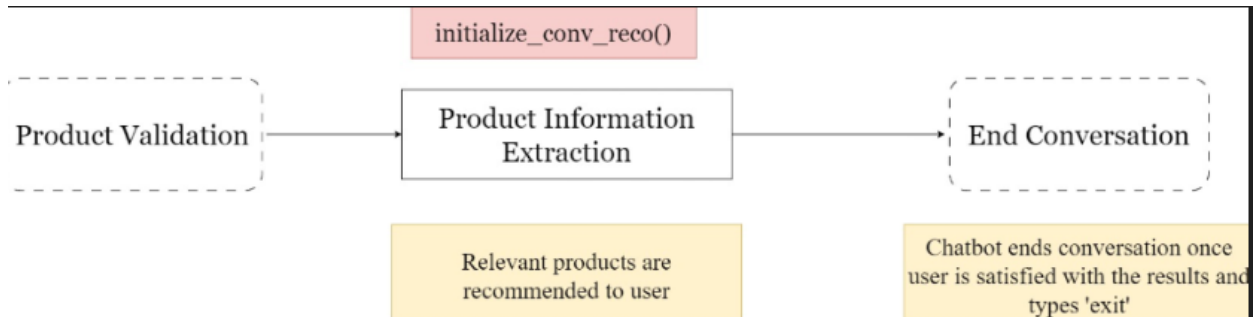 initialize_conv_reco()
Product Validation
Product Information
Extraction
End Conversation
Relevant products are
recommended to user
Chatbot ends conversation once
user is satisfied with the results and
types 'exit'